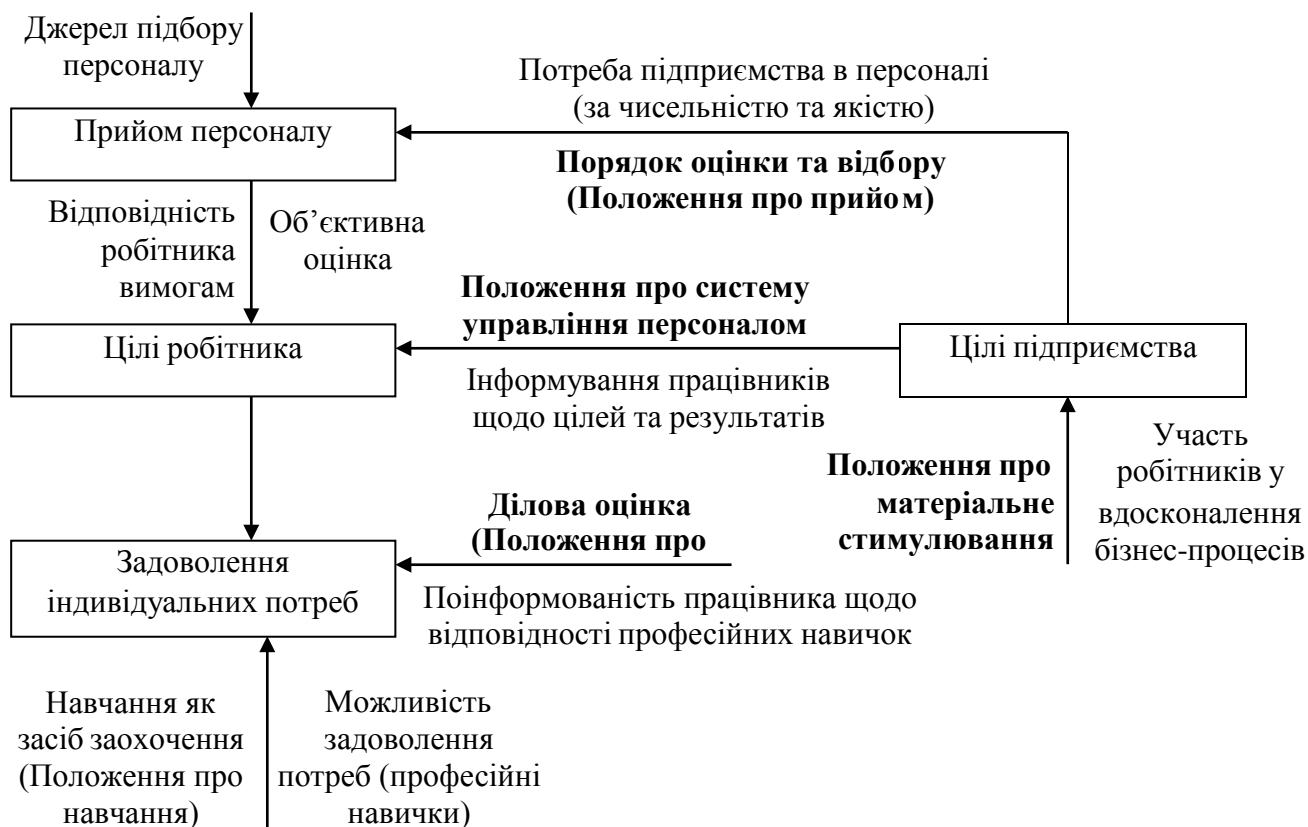 Джерел підбору
персоналу
Потреба підприємства в персоналі
(за чисельністю та якістю)
Прийом персоналу
Порядок оцінки та відбору
(Положення про прийом)
Відповідність
робітника
вимогам
Об’єктивна
оцінка
Положення про систему
управління персоналом
Цілі робітника
Цілі підприємства
Інформування працівників
щодо цілей та результатів
Участь
робітників у
вдосконалення
бізнес-процесів
Положення про
матеріальне
стимулювання
Ділова оцінка
(Положення про
Задоволення
індивідуальних потреб
Поінформованість працівника щодо
відповідності професійних навичок
Навчання як
засіб заохочення
(Положення про
навчання)
Можливість
задоволення
потреб (професійні
навички)